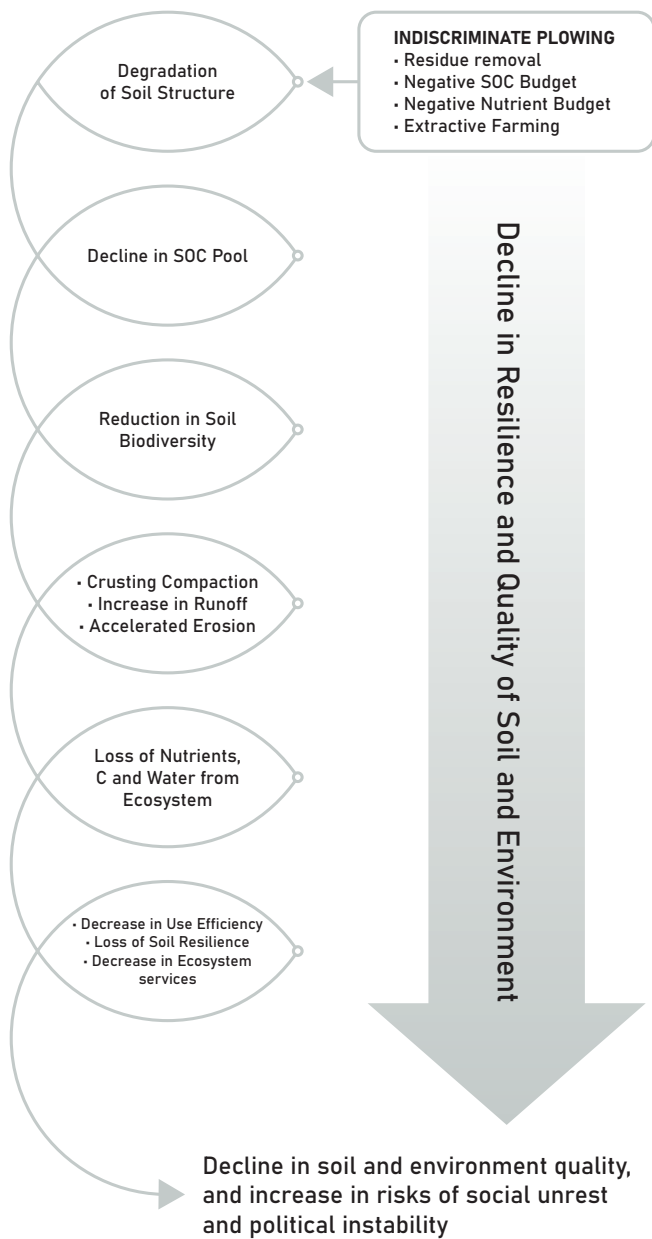 INDISCRIMINATE PLOWING
• Residue removal
• Negative SOC Budget
• Negative Nutrient Budget
• Extractive Farming
Degradation
of Soil Structure
Decline in SOC Pool
Reduction in Soil
Biodiversity
• Crusting Compaction
• Increase in Runoff
• Accelerated Erosion
Loss of Nutrients,
C and Water from
Ecosystem
• Decrease in Use Efficiency
• Loss of Soil Resilience
• Decrease in Ecosystem
services
Decline in Resilience and Quality of Soil and Environment
Decline in soil and environment quality,
and increase in risks of social unrest
and political instability